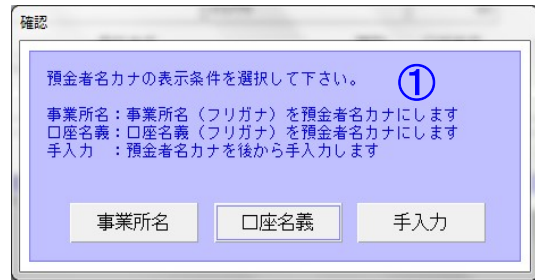 確認
預金者名カナの表示条件を選択して下さい。
①
事業所名：事業所名（フリガナ）を預金者名カナにします
口座名義：口座名義（フリガナ）を預金者名カナにします
手入力　：預金者名カナを後から手入力します
事業所名
口座名義
手入力